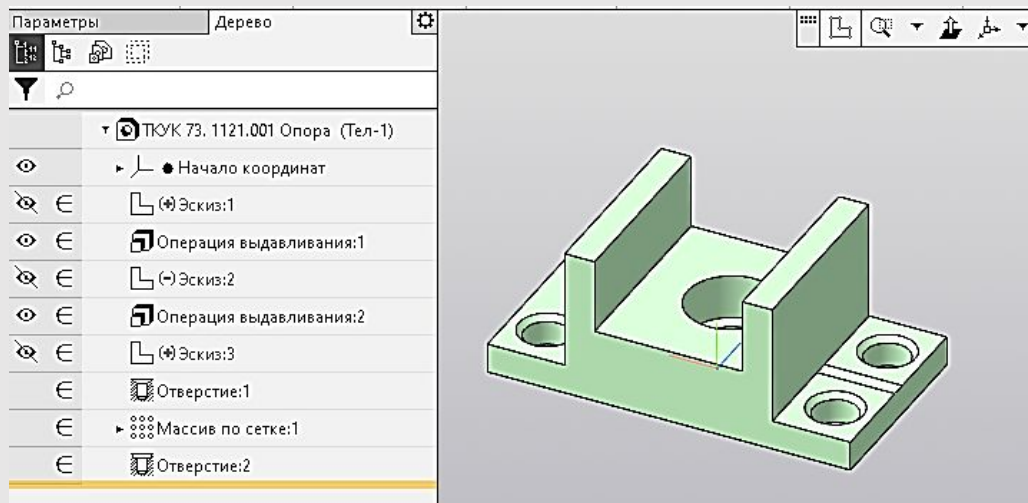 Параметры
Дерево
ТКУК 73. 1121.001 Опора (Тел-1)
Начало координат
(+) Эскиз:1
Операция выдавливания:1
(-) Эскиз:2
Операция выдавливания:2
(+) Эскиз:3
Отверстие:1
Массив по сетке:1
Отверстие:2